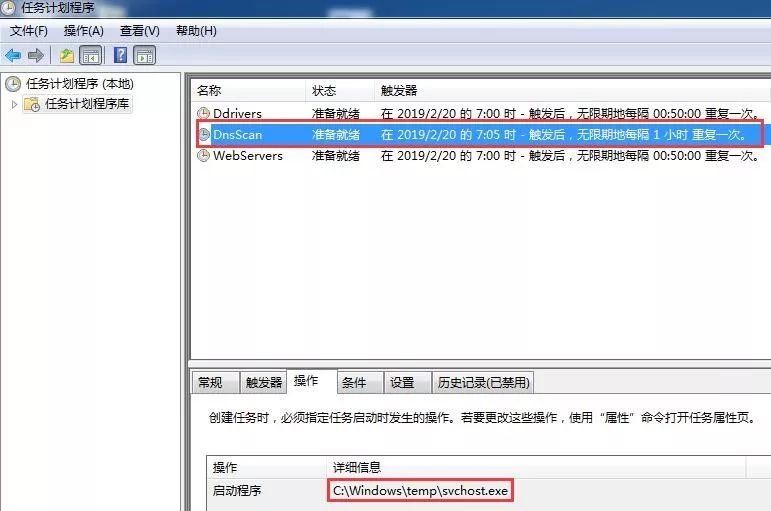 任务计划程序
文件(F) 操作(A) 查看(V) 帮助(H)
任务计划程序 (本地)
任务计划程序库
名称 状态 触发器
Ddrivers 准备就绪 在 2019/2/20 的 7:00 时 - 触发后，无限期地每隔 00:50:00 重复一次。
DnsScan 准备就绪 在 2019/2/20 的 7:05 时 - 触发后，无限期地每隔 1 小时 重复一次。
WebServers 准备就绪 在 2019/2/20 的 7:00 时 - 触发后，无限期地每隔 00:50:00 重复一次。
常规 触发器 操作 条件 设置 历史记录(已禁用)
创建任务时，必须指定任务启动时发生的操作。若要更改这些操作，使用“属性”命令打开任务属性页。
操作 详细信息
启动程序 C:\Windows\temp\svchost.exe